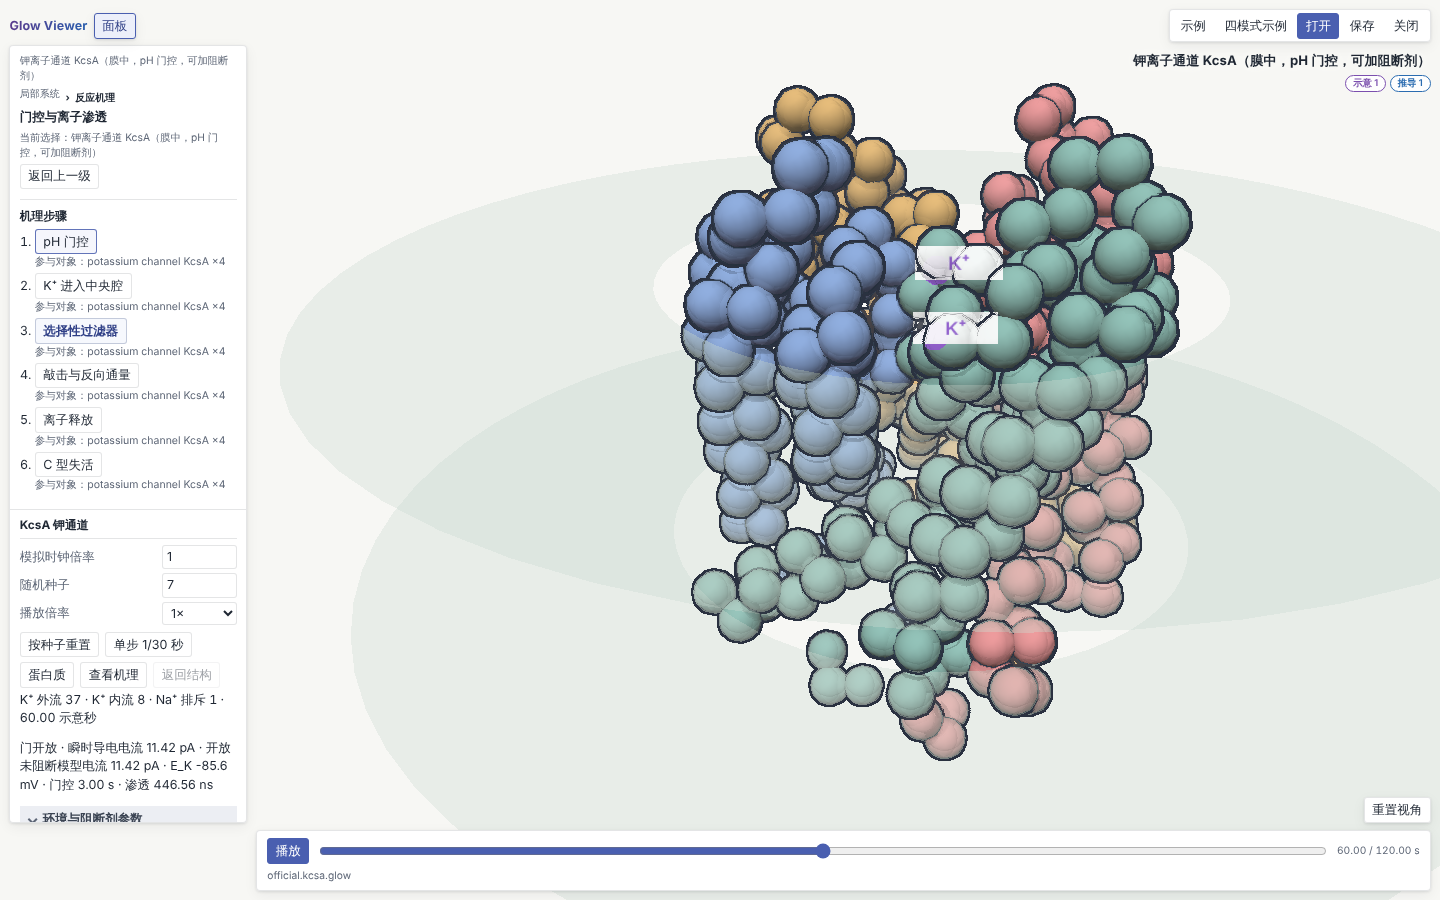 Glow Viewer 面板
示例 四模式示例 打开 保存 关闭
钾离子通道 KcsA（膜中，pH 门控，可加阻断剂）
示意 1 推导 1
钾离子通道 KcsA（膜中，pH 门控，可加阻断
剂）
局部系统 › 反应机理
门控与离子渗透
当前选择：钾离子通道 KcsA（膜中，pH 门
控，可加阻断剂）
返回上一级
机理步骤
1. pH 门控
参与对象：potassium channel KcsA ×4
2. K⁺ 进入中央腔
参与对象：potassium channel KcsA ×4
3. 选择性过滤器
参与对象：potassium channel KcsA ×4
4. 敲击与反向通量
参与对象：potassium channel KcsA ×4
5. 离子释放
参与对象：potassium channel KcsA ×4
6. C 型失活
参与对象：potassium channel KcsA ×4
KcsA 钾通道
模拟时钟倍率 1
随机种子 7
播放倍率 1×
按种子重置 单步 1/30 秒
蛋白质 查看机理 返回结构
K⁺ 外流 37 · K⁺ 内流 8 · Na⁺ 排斥 1 ·
60.00 示意秒
门开放 · 瞬时导电电流 11.42 pA · 开放
未阻断模型电流 11.42 pA · E_K -85.6
mV · 门控 3.00 s · 渗透 446.56 ns
环境与阻断剂参数
K⁺
K⁺
重置视角
播放 60.00 / 120.00 s
official.kcsa.glow